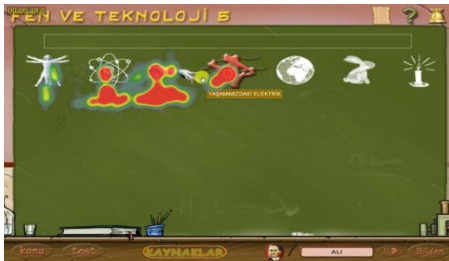 FEN VE TEKNOLOJİ 5
YAŞAMIMIZDAKİ ELEKTRİK
konu
test
KAYNAKLAR
ALI